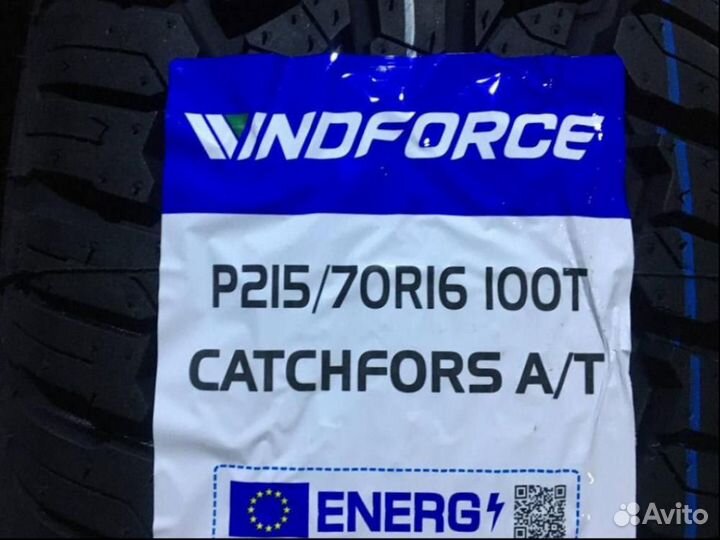 WINDFORCE
P215/70R16 100T
CATCHFORS A/T
ENERG
Avito